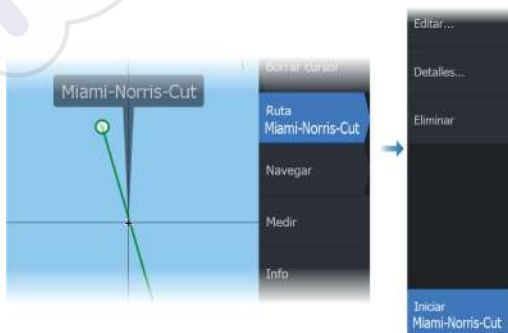 Miami-Norris-Cut
Borrar cursor
Ruta
Miami-Norris-Cut
Navegar
Medir
Info
Editar...
Detalles...
Eliminar
Iniciar
Miami-Norris-Cut